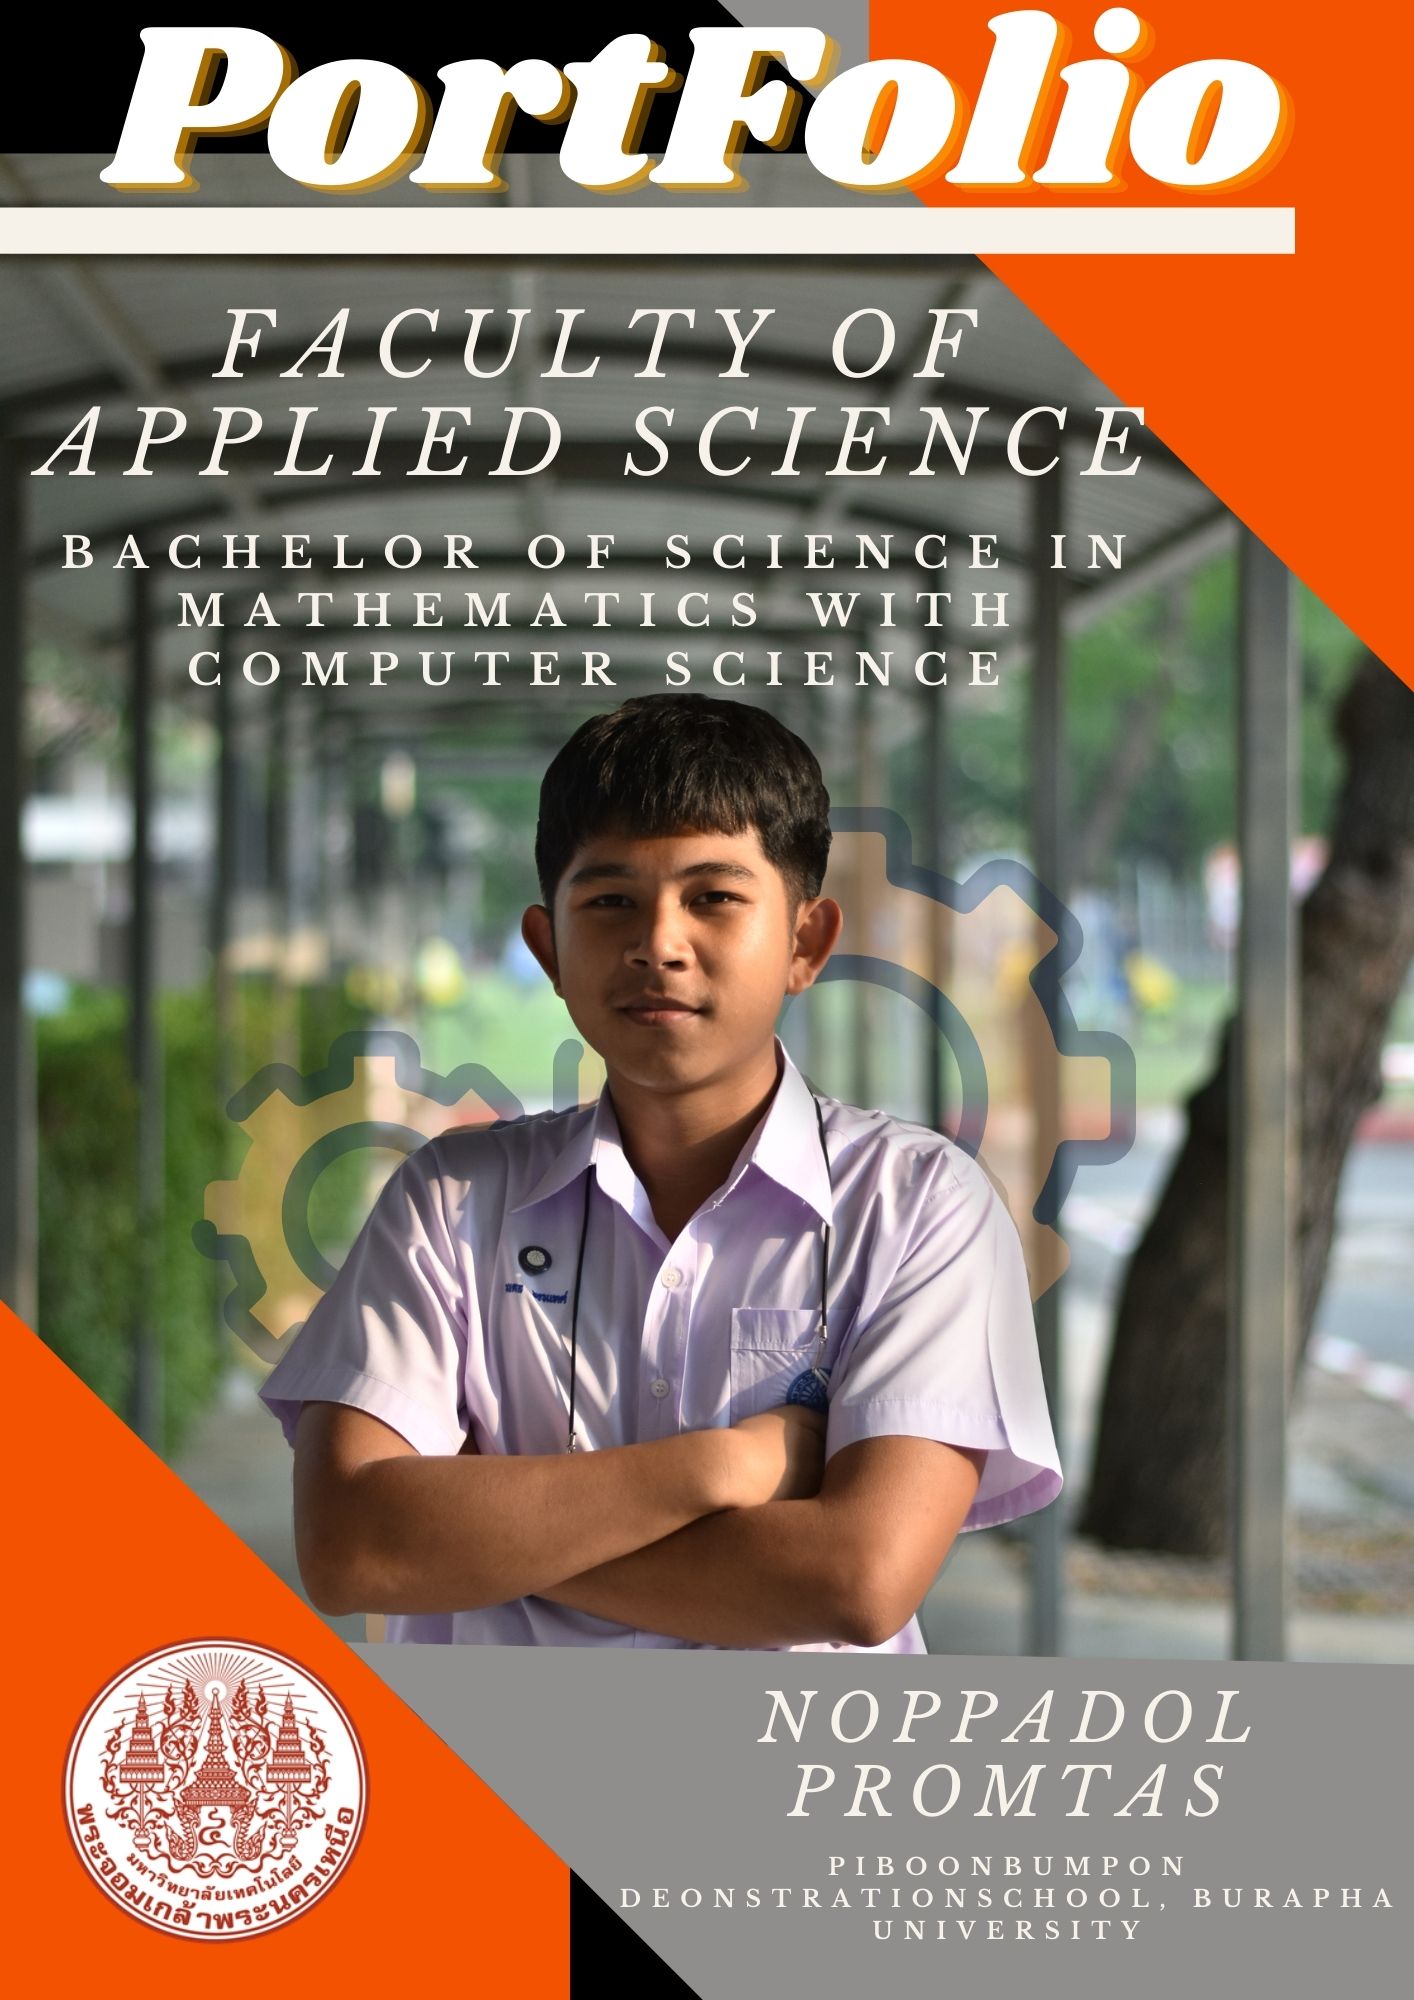 PortFolio
FACULTY OF
APPLIED SCIENCE
BACHELOR OF SCIENCE IN
MATHEMATICS WITH
COMPUTER SCIENCE
NOPPADOL
PROMTAS
PIBOONBUMPON
DEONSTRATIONSCHOOL, BURAPHA
UNIVERSITY
มหาวิทยาลัยเทคโนโลยี
พระจอมเกล้าพระนครเหนือ